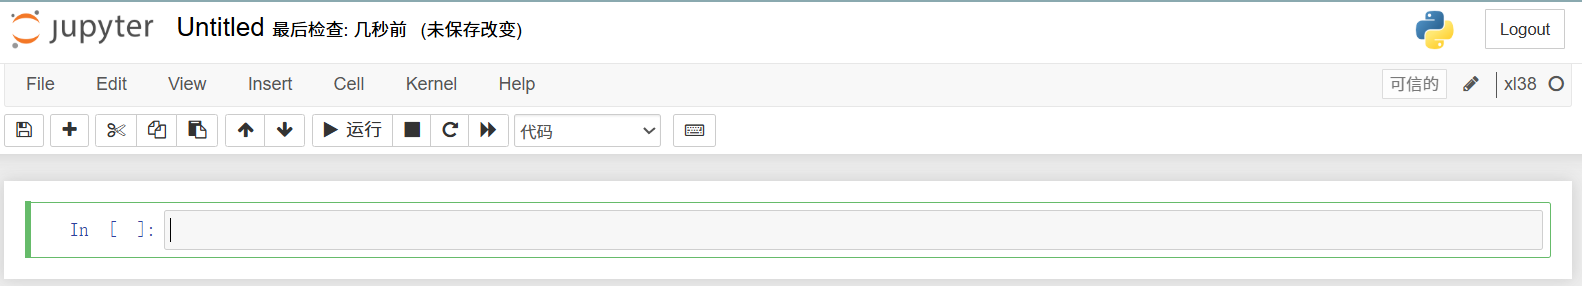 jupyter Untitled 最后检查: 几秒前 (未保存改变) Logout
File Edit View Insert Cell Kernel Help 可信的 xl38
运行 代码
In [ ]: